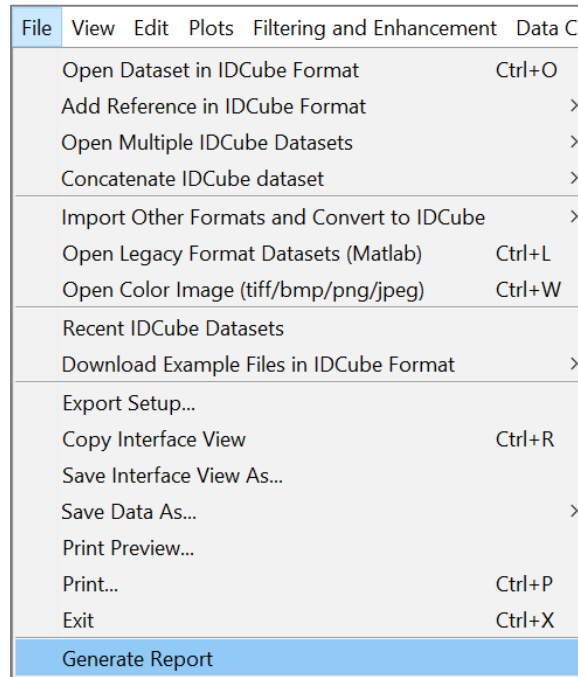 File View Edit Plots Filtering and Enhancement Data C
Open Dataset in IDCube Format Ctrl+O
Add Reference in IDCube Format
Open Multiple IDCube Datasets
Concatenate IDCube dataset
Import Other Formats and Convert to IDCube
Open Legacy Format Datasets (Matlab) Ctrl+L
Open Color Image (tiff/bmp/png/jpeg) Ctrl+W
Recent IDCube Datasets
Download Example Files in IDCube Format
Export Setup...
Copy Interface View Ctrl+R
Save Interface View As...
Save Data As...
Print Preview...
Print... Ctrl+P
Exit Ctrl+X
Generate Report